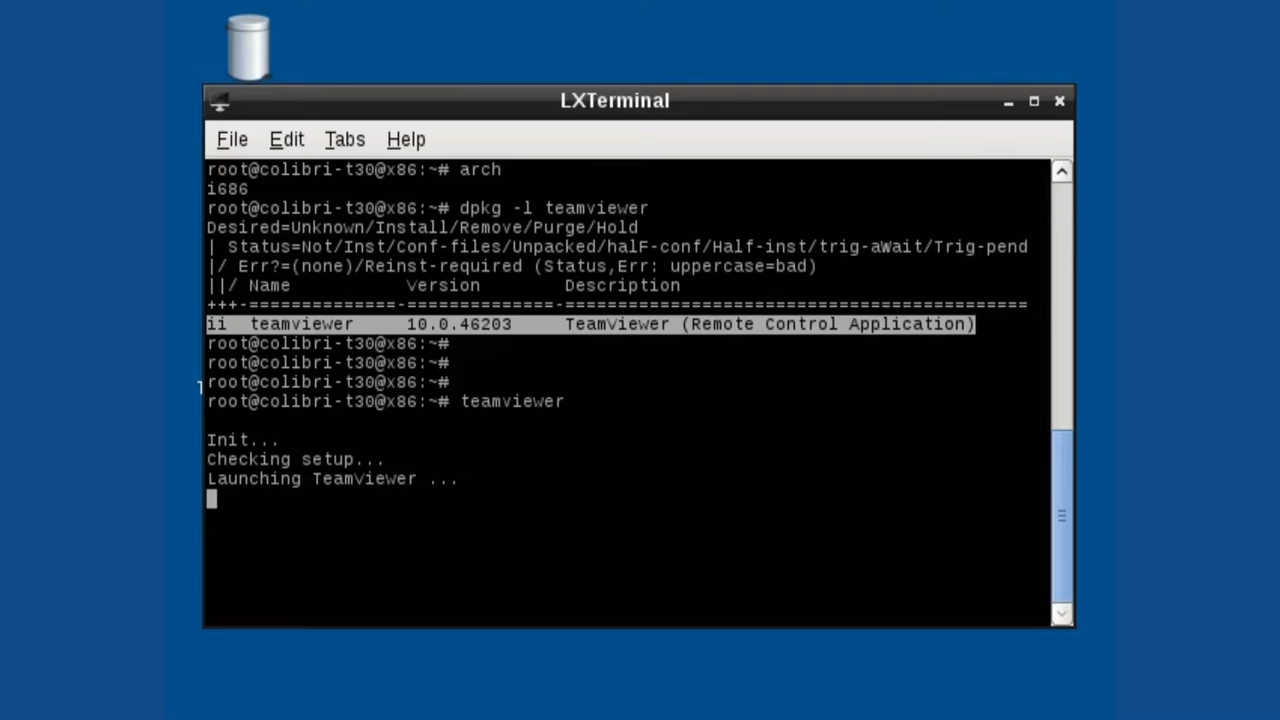 LXTerminal
File Edit Tabs Help
root@colibri-t30@x86:~# arch
i686
root@colibri-t30@x86:~# dpkg -l teamviewer
Desired=Unknown/Install/Remove/Purge/Hold
| Status=Not/Inst/Conf-files/Unpacked/halF-conf/Half-inst/trig-aWait/Trig-pend
|/ Err?=(none)/Reinst-required (Status,Err: uppercase=bad)
||/ Name Version Description
+++-==============-==============-============================================
ii teamviewer 10.0.46203 TeamViewer (Remote Control Application)
root@colibri-t30@x86:~#
root@colibri-t30@x86:~#
root@colibri-t30@x86:~#
root@colibri-t30@x86:~# teamviewer
Init...
Checking setup...
Launching TeamViewer ...